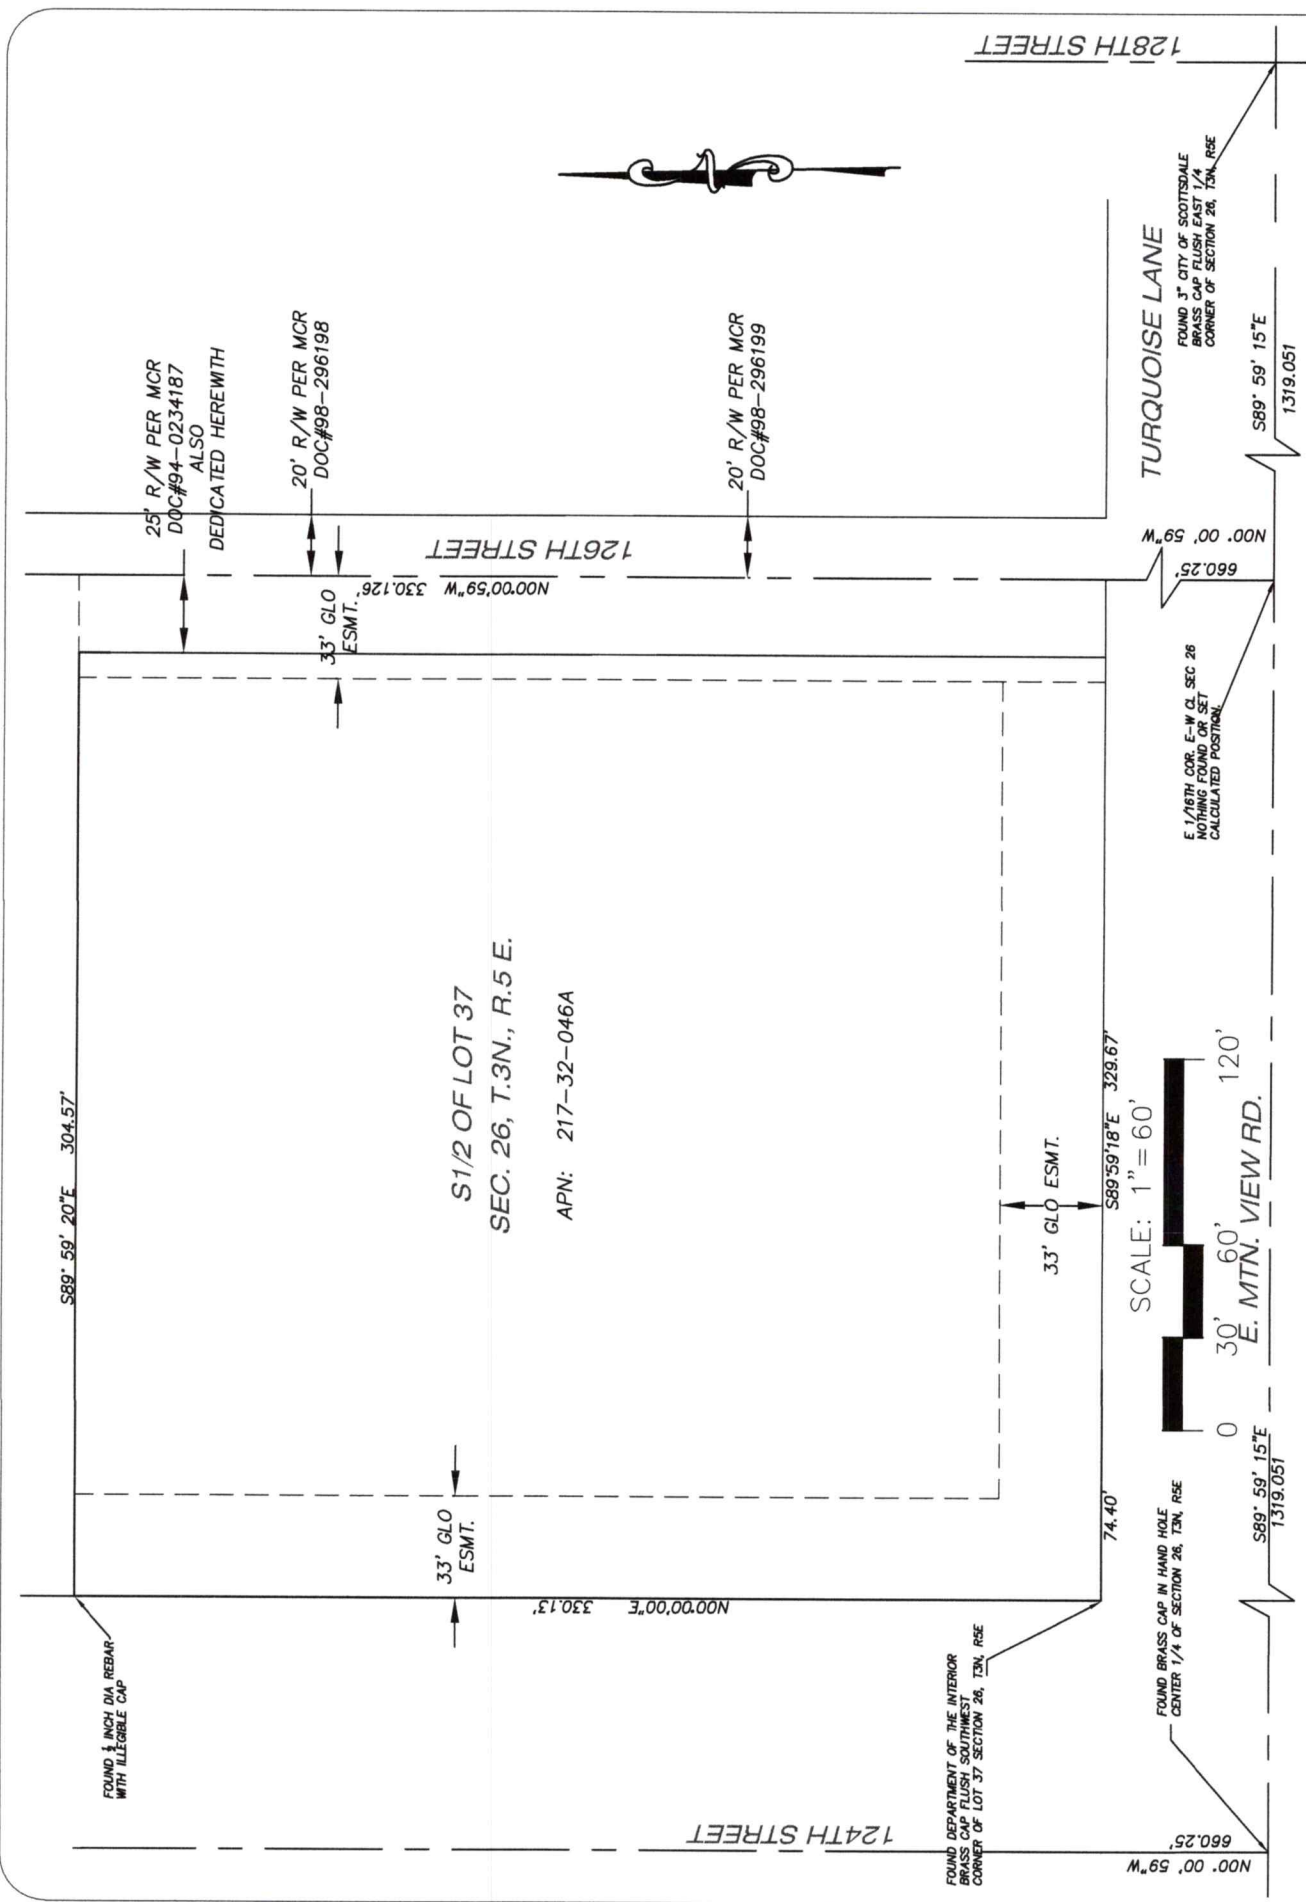 128TH STREET
25' R/W PER MCR
DOC#94-0234187
ALSO
DEDICATED HEREWITH
20' R/W PER MCR
DOC#98-296198
20' R/W PER MCR
DOC#98-296199
126TH STREET
N00°00'59"W 330.126'
33' GLO
ESMT.
TURQUOISE LANE
FOUND 3" CITY OF SCOTTSDALE
BRASS CAP FLUSH EAST 1/4
CORNER OF SECTION 26, T3N, R5E
S89° 59' 15"E
1319.051
N00° 00' 59"W
660.25'
E 1/16TH COR. E-W CL SEC 26
NOTHING FOUND OR SET
CALCULATED POSITION.
S89° 59' 20"E 304.57'
S1/2 OF LOT 37
SEC. 26, T.3N., R.5 E.
APN: 217-32-046A
33' GLO ESMT.
S89°59'18"E 329.67'
74.40'
SCALE: 1"=60'
0 30' 60' 120'
E. MTN. VIEW RD.
33' GLO
ESMT.
N00°00'00"E 330.13'
FOUND ½ INCH DIA REBAR
WITH ILLEGIBLE CAP
FOUND DEPARTMENT OF THE INTERIOR
BRASS CAP FLUSH SOUTHWEST
CORNER OF LOT 37 SECTION 26, T3N, R5E
FOUND BRASS CAP IN HAND HOLE
CENTER 1/4 OF SECTION 26, T3N, R5E
S89° 59' 15"E
1319.051
124TH STREET
N00° 00' 59"W
660.25'